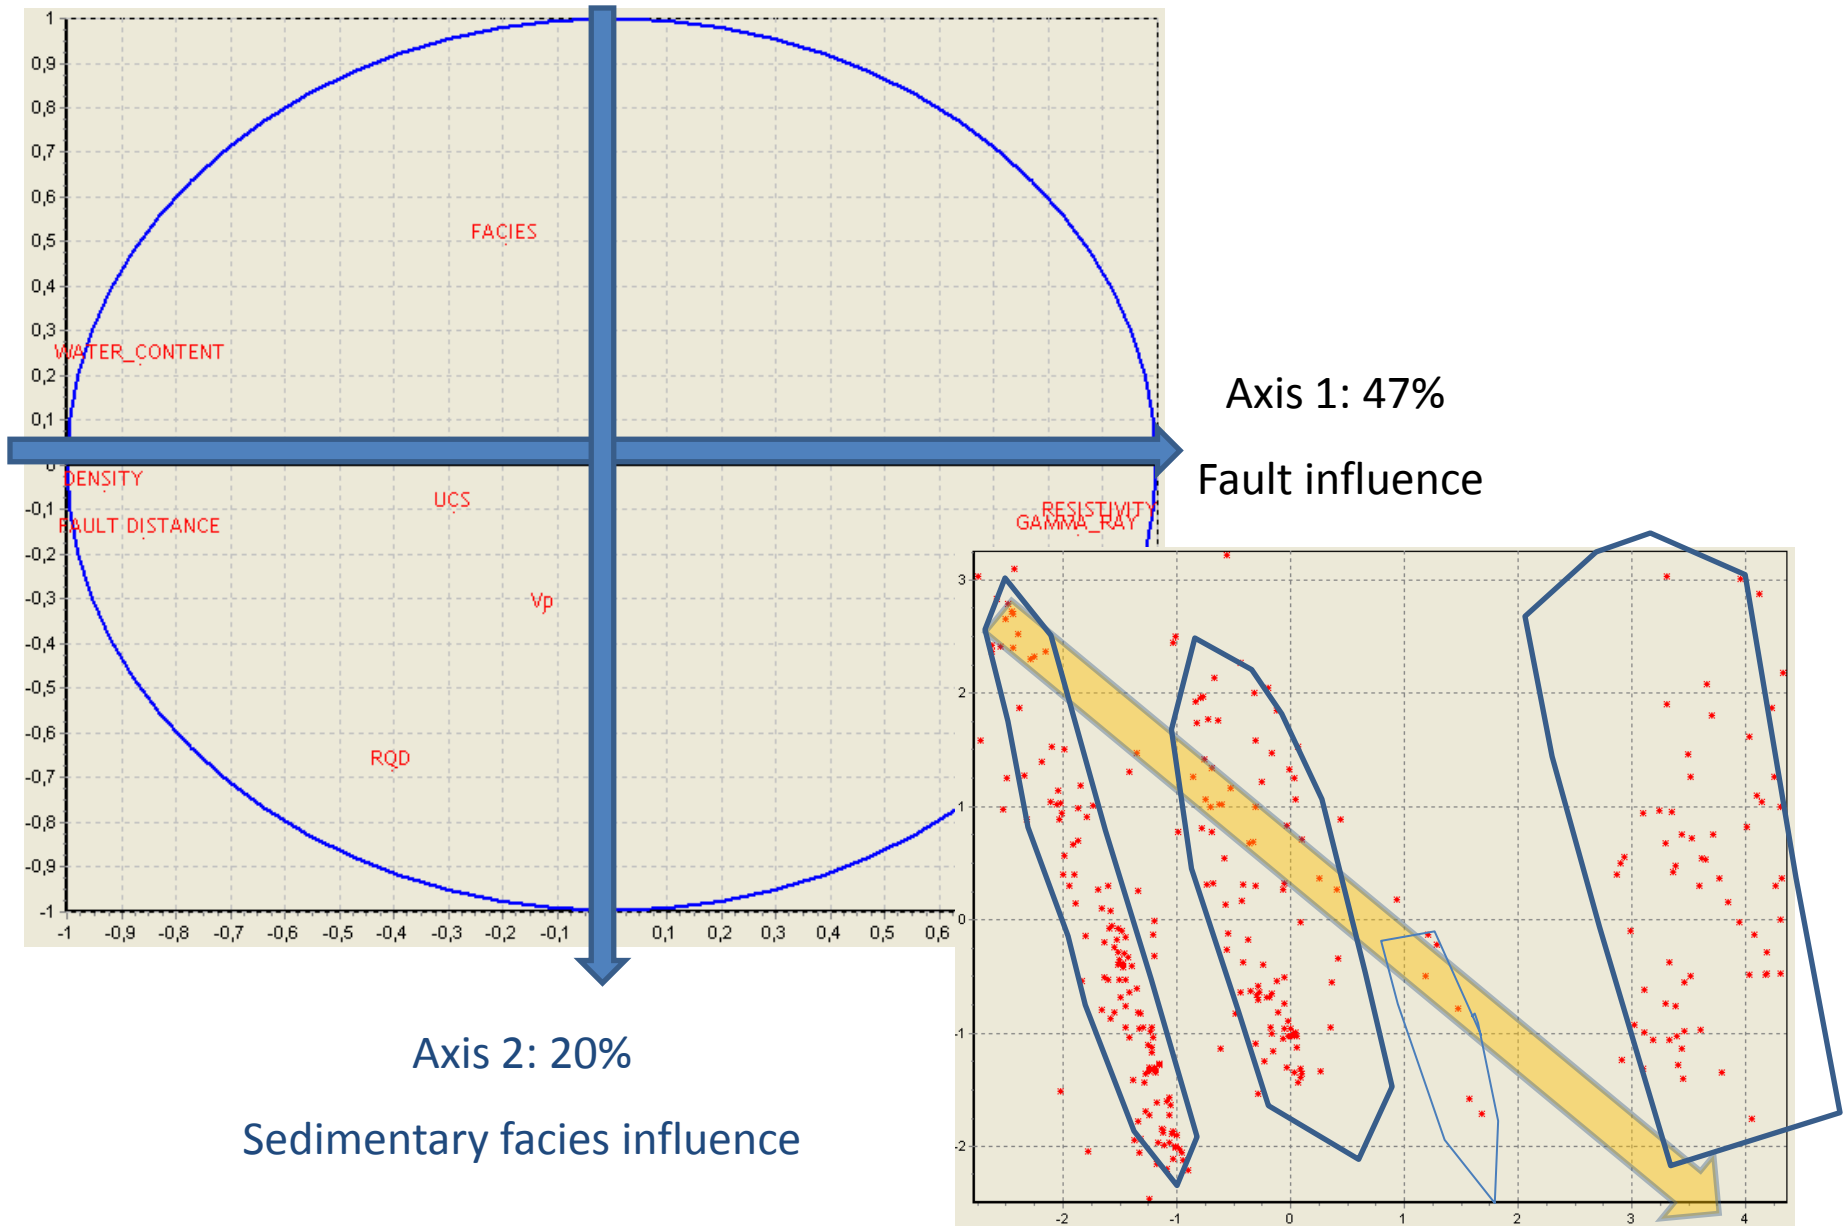 1
0,9
0,8
0,7
0,6
0,5
0,4
0,3
0,2
0,1
0
-0,1
-0,2
-0,3
-0,4
-0,5
-0,6
-0,7
-0,8
-0,9
-1
FACIES
WATER_CONTENT
DENSITY
FAULT DISTANCE
UCS
RESISTIVITY
GAMMA_RAY
Vp
RQD
-1 -0,9 -0,8 -0,7 -0,6 -0,5 -0,4 -0,3 -0,2 -0,1 0,1 0,2 0,3 0,4 0,5 0,6
Axis 1: 47%
Fault influence
Axis 2: 20%
Sedimentary facies influence
3
2
1
0
-1
-2
-2 -1 0 1 2 3 4